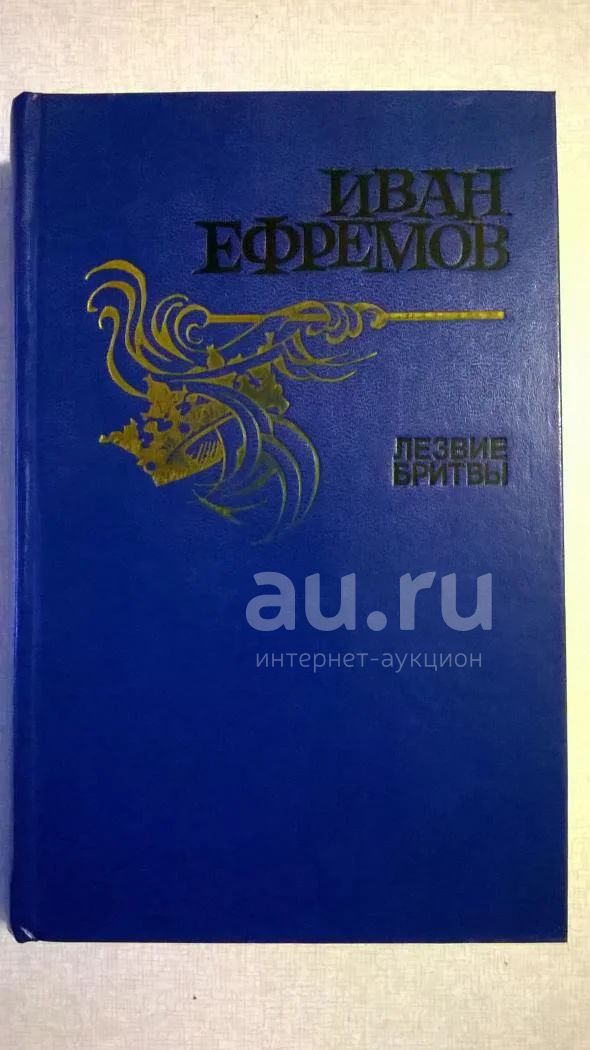 ИВАН
ЕФРЕМОВ
ЛЕЗВИЕ
БРИТВЫ
au.ru
интернет-аукцион